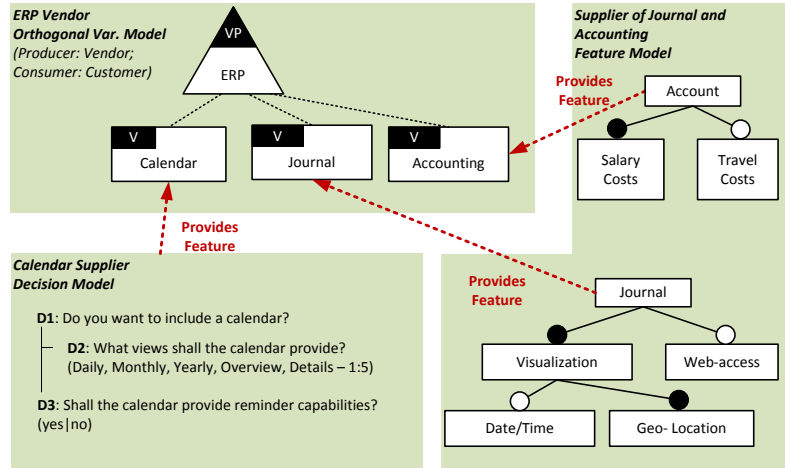 ERP Vendor
Orthogonal Var. Model
(Producer: Vendor;
Consumer: Customer)
VP
ERP
V
Calendar
V
Journal
V
Accounting
Supplier of Journal and
Accounting
Feature Model
Provides
Feature
Account
Salary
Costs
Travel
Costs
Provides
Feature
Calendar Supplier
Decision Model
D1: Do you want to include a calendar?
D2: What views shall the calendar provide?
(Daily, Monthly, Yearly, Overview, Details – 1:5)
D3: Shall the calendar provide reminder capabilities?
(yes|no)
Provides
Feature
Journal
Visualization
Web-access
Date/Time
Geo- Location